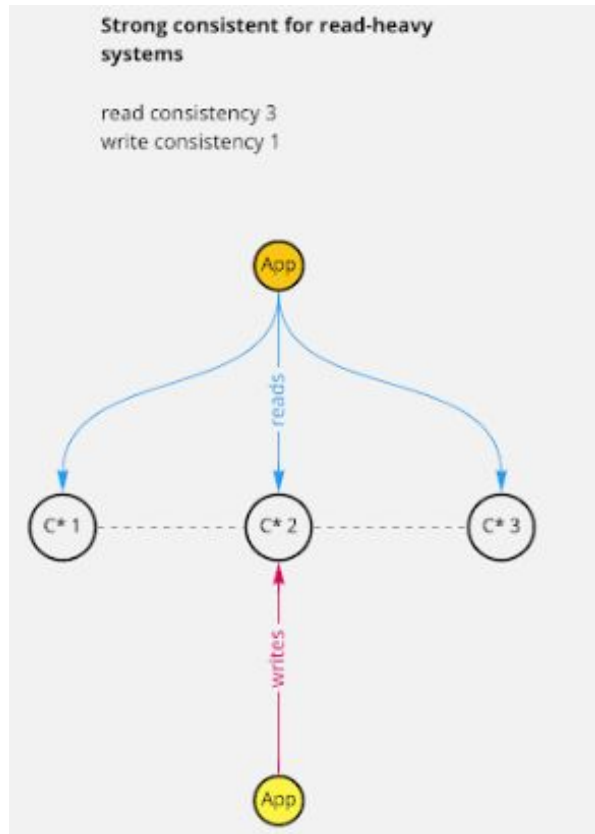 Strong consistent for read-heavy
systems
read consistency 3
write consistency 1
App
reads
C* 1
C* 2
C* 3
writes
App